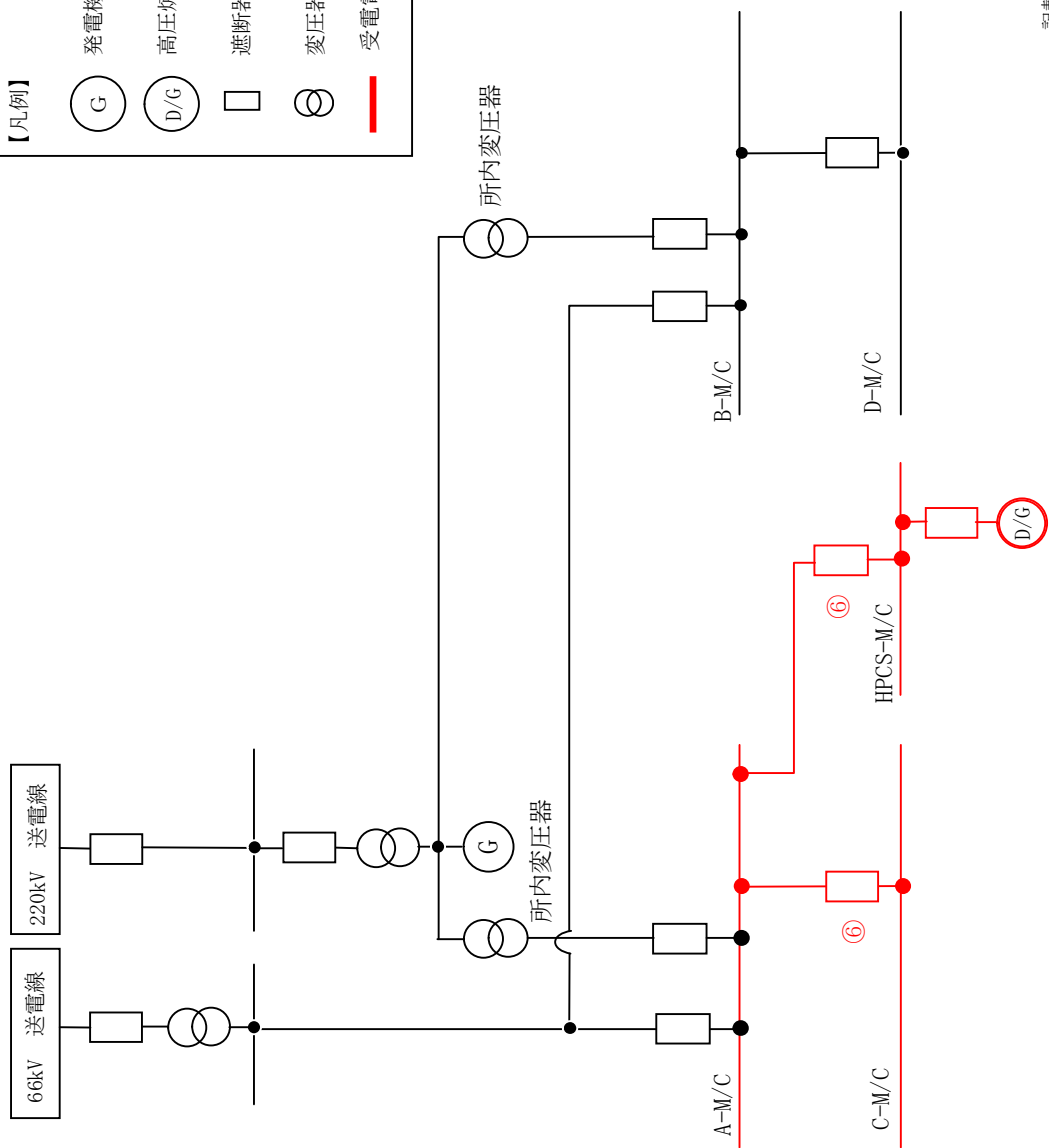 【凡例】
G
発電機
D/G
高圧炉
遮断器
変圧器
受電電
66kV 送電線
220kV 送電線
所内変圧器
G
所内変圧器
A-M/C
B-M/C
⑥
⑥
C-M/C
HPCS-M/C
D-M/C
D/G